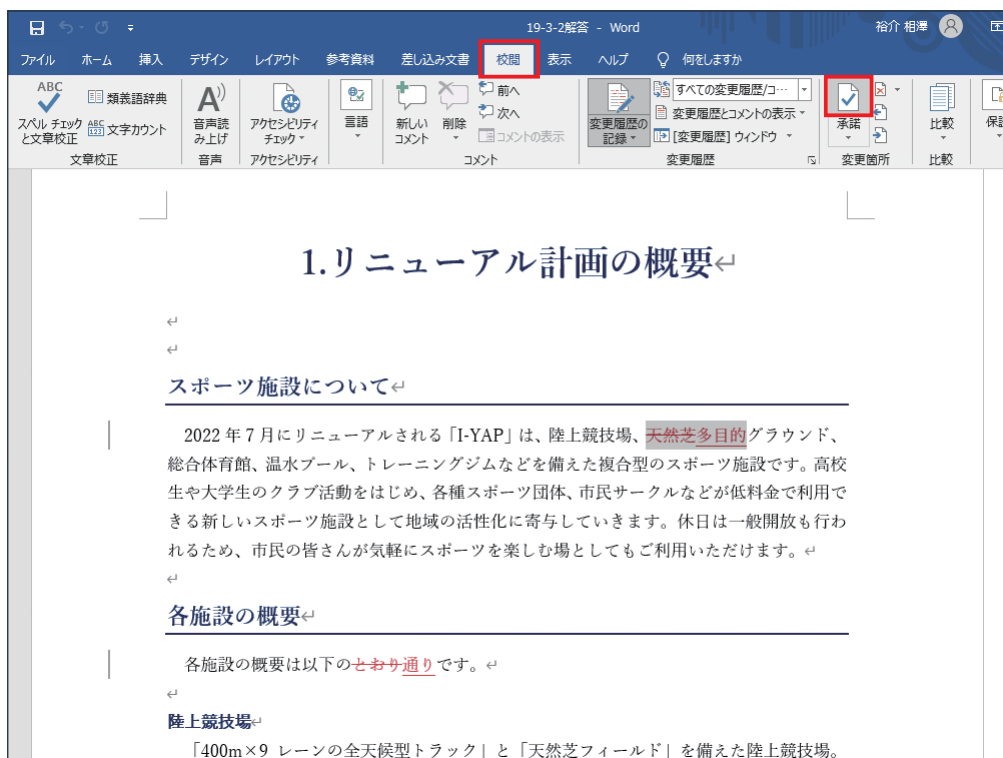 19-3-2解答 - Word
裕介 相澤
ファイル ホーム 挿入 デザイン レイアウト 参考資料 差し込み文書 校閲 表示 ヘルプ 何をしますか
ABC
スペル チェックと文章校正
類義語辞典
ABC 123 文字カウント
文章校正
A
音声読み上げ
音声
アクセシビリティ チェック
アクセシビリティ
言語
新しいコメント
削除
前へ
次へ
コメントの表示
コメント
変更履歴の記録
すべての変更履歴/コ…
変更履歴とコメントの表示
[変更履歴] ウィンドウ
変更履歴
承諾
変更箇所
比較
比較
1.リニューアル計画の概要↵
↵
↵
スポーツ施設について↵
2022年7月にリニューアルされる「I-YAP」は、陸上競技場、天然芝多目的グラウンド、
総合体育館、温水プール、トレーニングジムなどを備えた複合型のスポーツ施設です。高校
生や大学生のクラブ活動をはじめ、各種スポーツ団体、市民サークルなどが低料金で利用で
きる新しいスポーツ施設として地域の活性化に寄与していきます。休日は一般開放も行わ
れるため、市民の皆さんが気軽にスポーツを楽しむ場としてもご利用いただけます。↵
↵
各施設の概要↵
各施設の概要は以下のとおり通りです。↵
↵
陸上競技場↵
「400m×9 レーンの全天候型トラック」と「天然芝フィールド」を備えた陸上競技場。